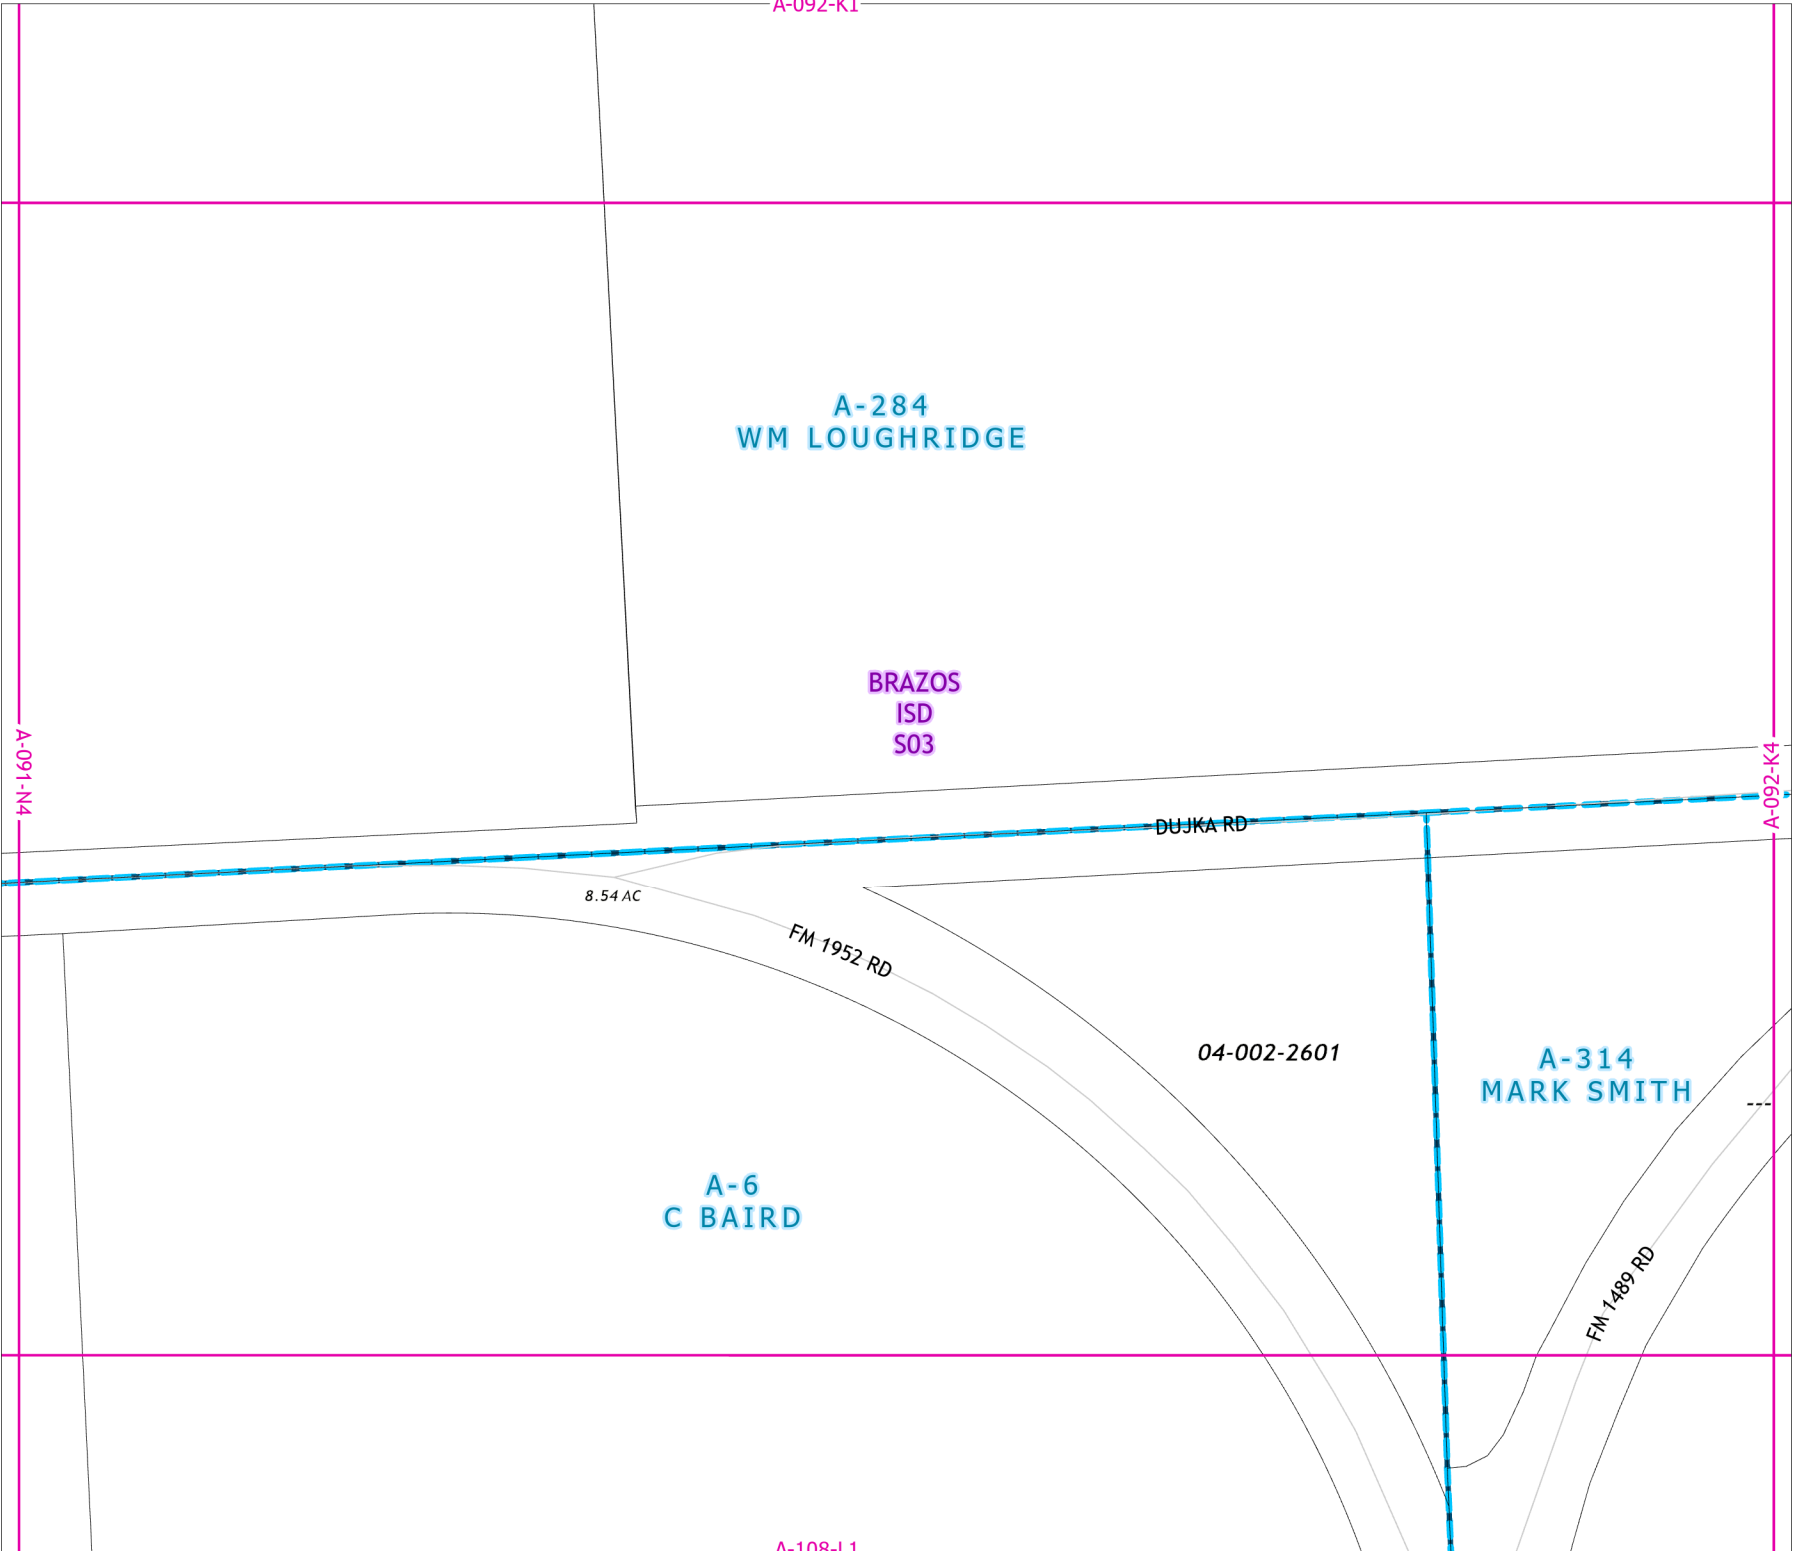 A-092-K1
A-284
WM LOUGHRIDGE
BRAZOS
ISD
S03
A-091-N4
A-092-K4
DUJKA RD
8.54 AC
FM 1952 RD
04-002-2601
A-314
MARK SMITH
---
A-6
C BAIRD
FM 1489 RD
A-108-L1